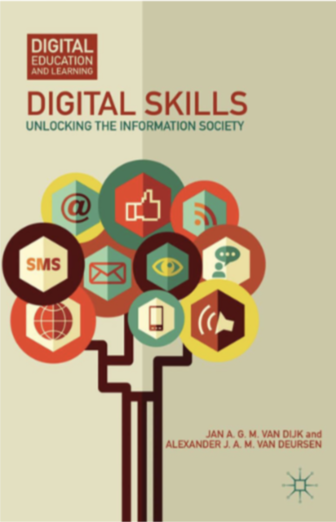 DIGITAL
EDUCATION
AND LEARNING
DIGITAL SKILLS
UNLOCKING THE INFORMATION SOCIETY
@
SMS
JAN A. G. M. VAN DIJK and
ALEXANDER J. A. M. VAN DEURSEN